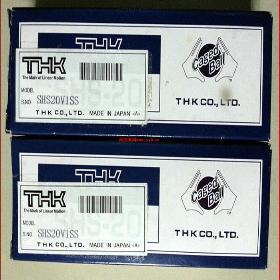 THK
The Mark of Linear Motion
MODEL
S.NO SHS20V1SS
THK CO., LTD. MADE IN JAPAN
Caged Ball
THK CO., LTD.
THK
The Mark of Linear Motion
MODEL
S.NO SHS20V1SS
THK CO., LTD. MADE IN JAPAN
Caged Ball
THK CO., LTD.